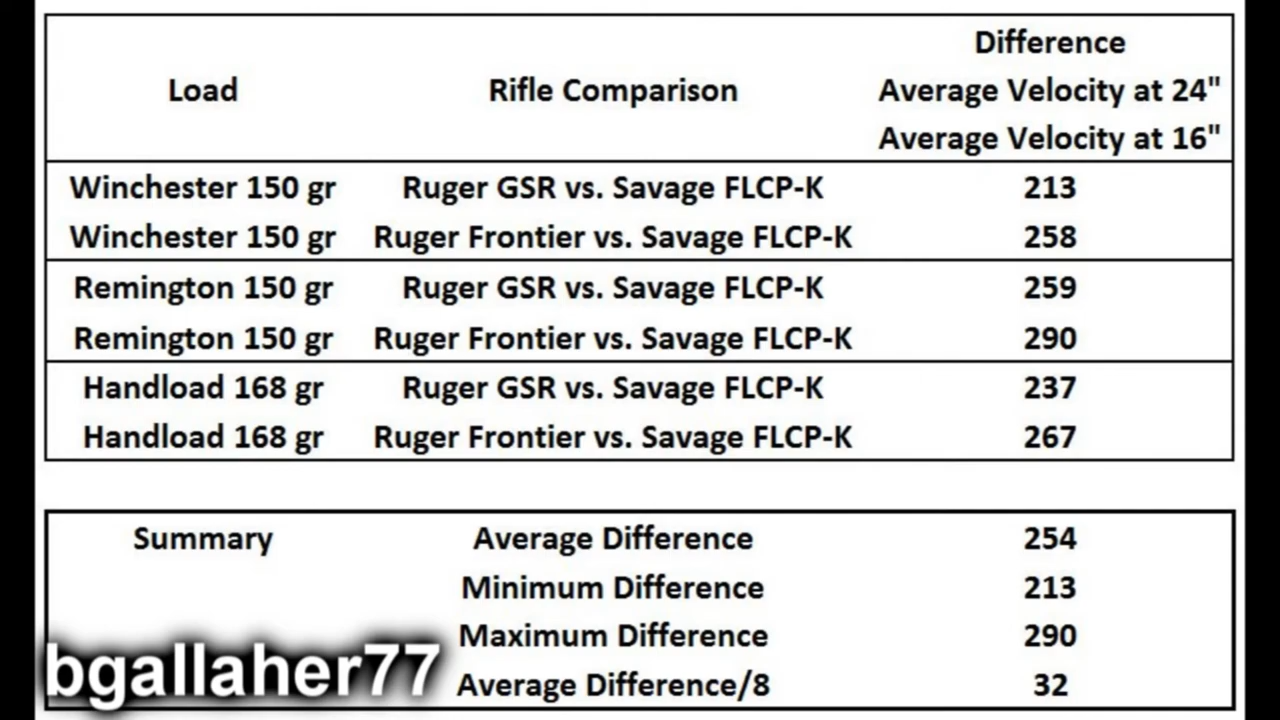 Difference
Load Rifle Comparison Average Velocity at 24"
Average Velocity at 16"
Winchester 150 gr Ruger GSR vs. Savage FLCP-K 213
Winchester 150 gr Ruger Frontier vs. Savage FLCP-K 258
Remington 150 gr Ruger GSR vs. Savage FLCP-K 259
Remington 150 gr Ruger Frontier vs. Savage FLCP-K 290
Handload 168 gr Ruger GSR vs. Savage FLCP-K 237
Handload 168 gr Ruger Frontier vs. Savage FLCP-K 267
Summary Average Difference 254
Minimum Difference 213
Maximum Difference 290
bgallaher77 Average Difference/8 32